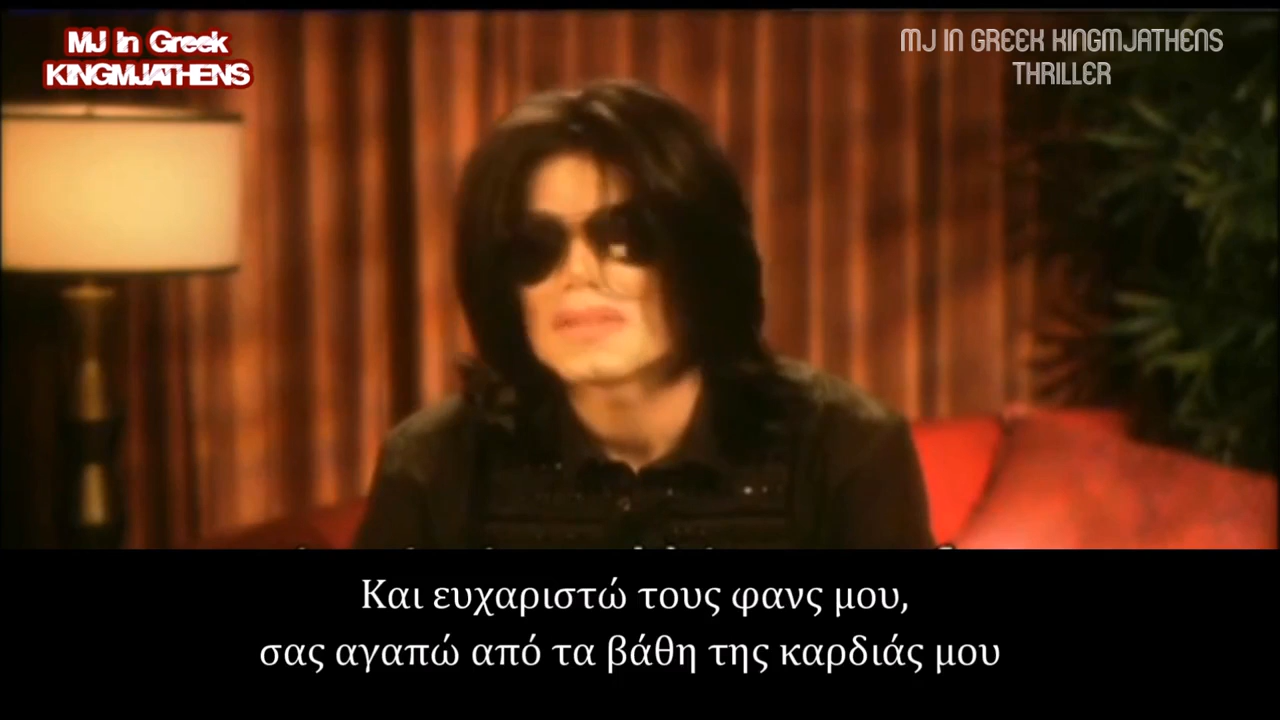 MJ In Greek
KINGMJATHENS
MJ IN GREEK KINGMJATHENS
THRILLER
Και ευχαριστώ τους φανς μου,
σας αγαπώ από τα βάθη της καρδιάς μου